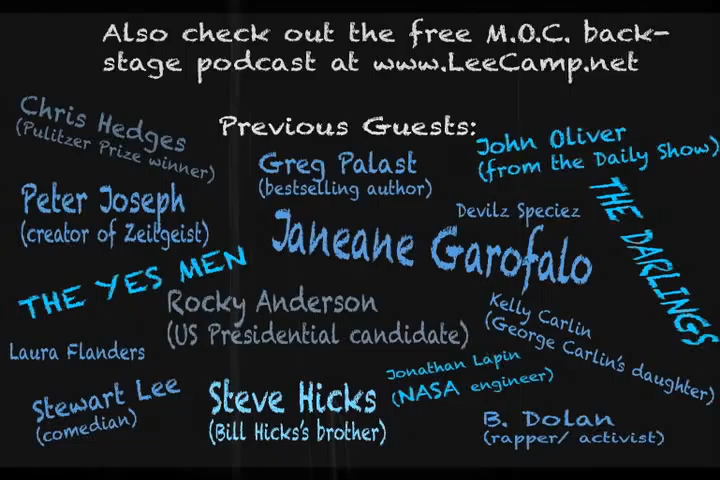 Also check out the free M.O.C. back-
stage podcast at www.LeeCamp.net
Previous Guests:
Chris Hedges
(Pulitzer Prize winner)
Greg Palast
(bestselling author)
John Oliver
(from the Daily Show)
Peter Joseph
(creator of Zeitgeist)
Devilz Speciez
Janeane Garofalo
THE DARLINGS
THE YES MEN
Rocky Anderson
(US Presidential candidate)
Kelly Carlin
(George Carlin's daughter)
Laura Flanders
Jonathan Lapin
(NASA engineer)
Stewart Lee
(comedian)
Steve Hicks
(Bill Hicks's brother)
B. Dolan
(rapper/ activist)